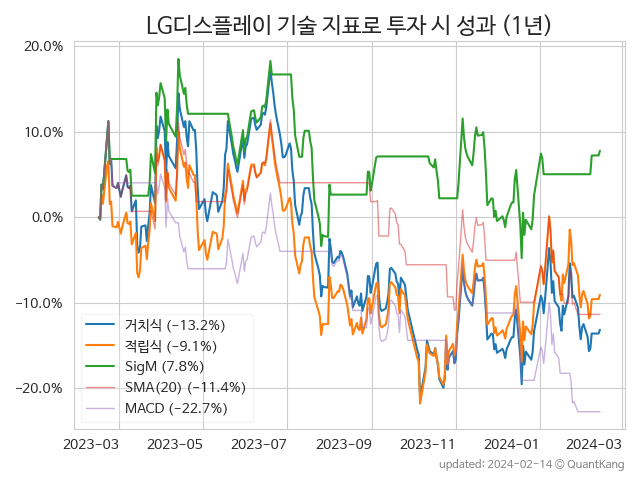 LG디스플레이 기술 지표로 투자 시 성과 (1년)
20.0%
10.0%
0.0%
−10.0%
−20.0%
거치식 (−13.2%)
적립식 (−9.1%)
SigM (7.8%)
SMA(20) (−11.4%)
MACD (−22.7%)
2023−03 2023−05 2023−07 2023−09 2023−11 2024−01 2024−03
updated: 2024−02−14 @ QuantKang